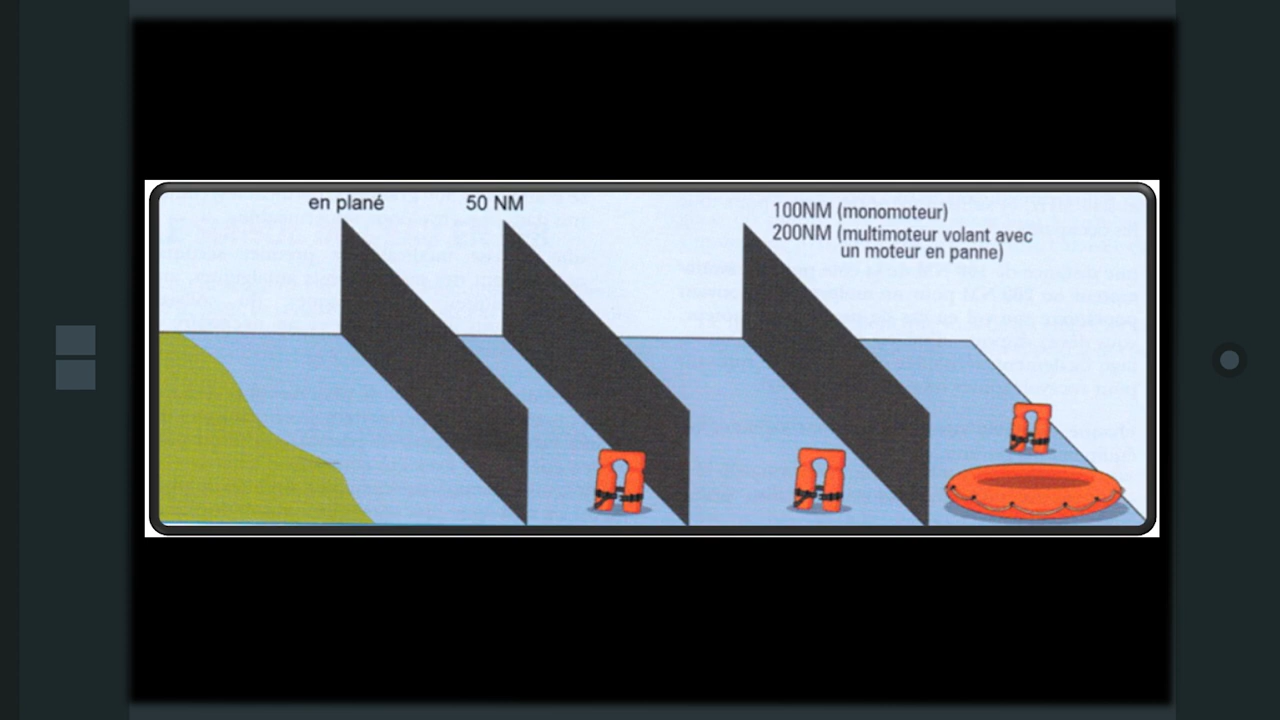 en plané
50 NM
100NM (monomoteur)
200NM (multimoteur volant avec
un moteur en panne)